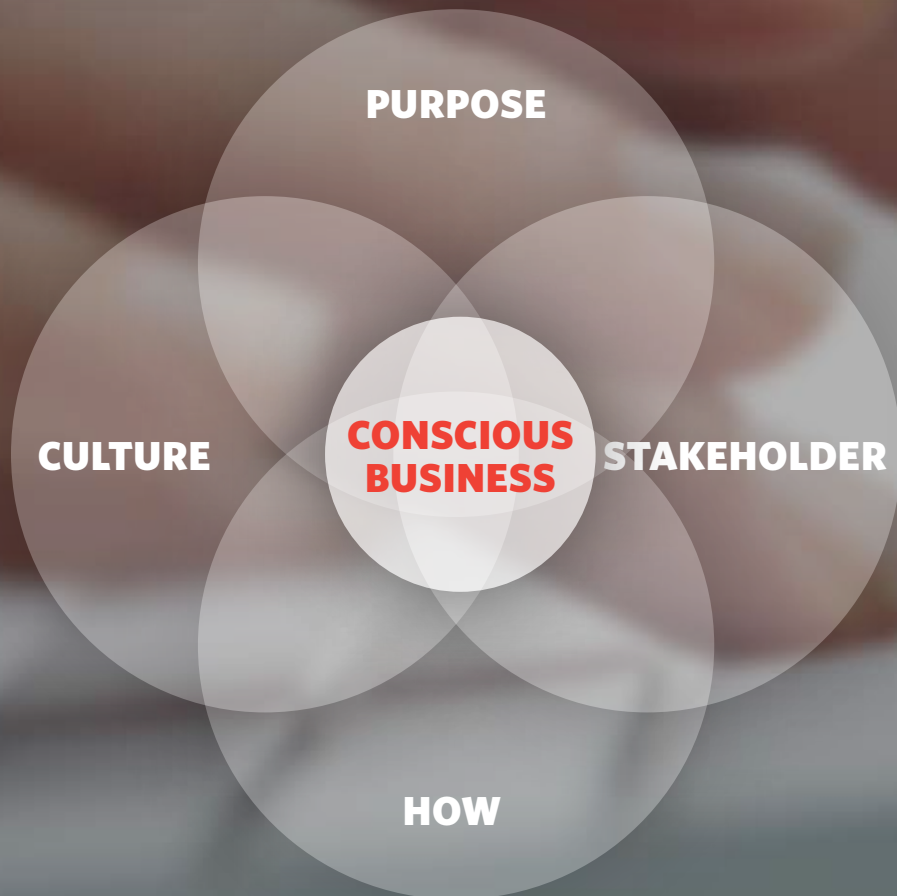 PURPOSE
CULTURE
CONSCIOUS
BUSINESS
STAKEHOLDER
HOW